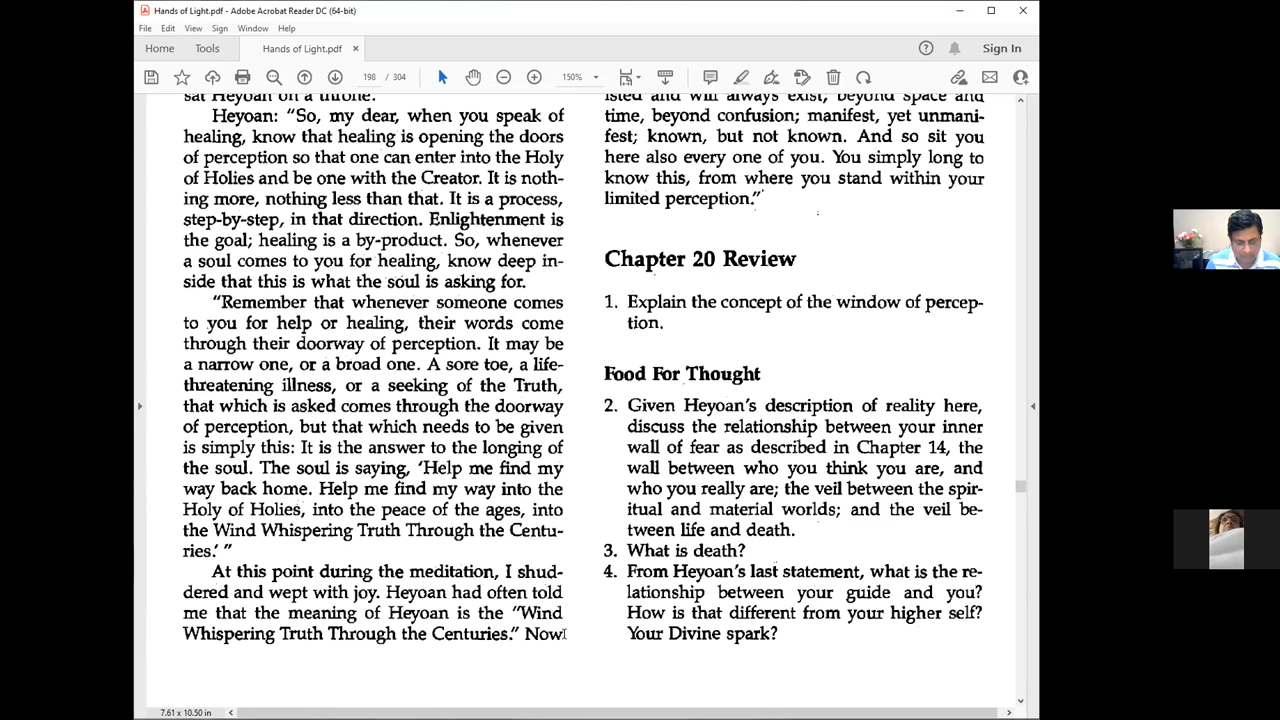 Hands of Light.pdf - Adobe Acrobat Reader DC (64-bit)
File Edit View Sign Window Help
Home Tools Hands of Light.pdf × Sign In
198 / 304 150%
sat Heyoan on a throne.
Heyoan: “So, my dear, when you speak of
healing, know that healing is opening the doors
of perception so that one can enter into the Holy
of Holies and be one with the Creator. It is noth-
ing more, nothing less than that. It is a process,
step-by-step, in that direction. Enlightenment is
the goal; healing is a by-product. So, whenever
a soul comes to you for healing, know deep in-
side that this is what the soul is asking for.
“Remember that whenever someone comes
to you for help or healing, their words come
through their doorway of perception. It may be
a narrow one, or a broad one. A sore toe, a life-
threatening illness, or a seeking of the Truth,
that which is asked comes through the doorway
of perception, but that which needs to be given
is simply this: It is the answer to the longing of
the soul. The soul is saying, ‘Help me find my
way back home. Help me find my way into the
Holy of Holies, into the peace of the ages, into
the Wind Whispering Truth Through the Centu-
ries.’ ”
At this point during the meditation, I shud-
dered and wept with joy. Heyoan had often told
me that the meaning of Heyoan is the “Wind
Whispering Truth Through the Centuries.” Now
isted and will always exist, beyond space and
time, beyond confusion; manifest, yet unmani-
fest; known, but not known. And so sit you
here also every one of you. You simply long to
know this, from where you stand within your
limited perception.”
Chapter 20 Review
1. Explain the concept of the window of percep-
tion.
Food For Thought
2. Given Heyoan’s description of reality here,
discuss the relationship between your inner
wall of fear as described in Chapter 14, the
wall between who you think you are, and
who you really are; the veil between the spir-
itual and material worlds; and the veil be-
tween life and death.
3. What is death?
4. From Heyoan’s last statement, what is the re-
lationship between your guide and you?
How is that different from your higher self?
Your Divine spark?
7.61 x 10.50 in